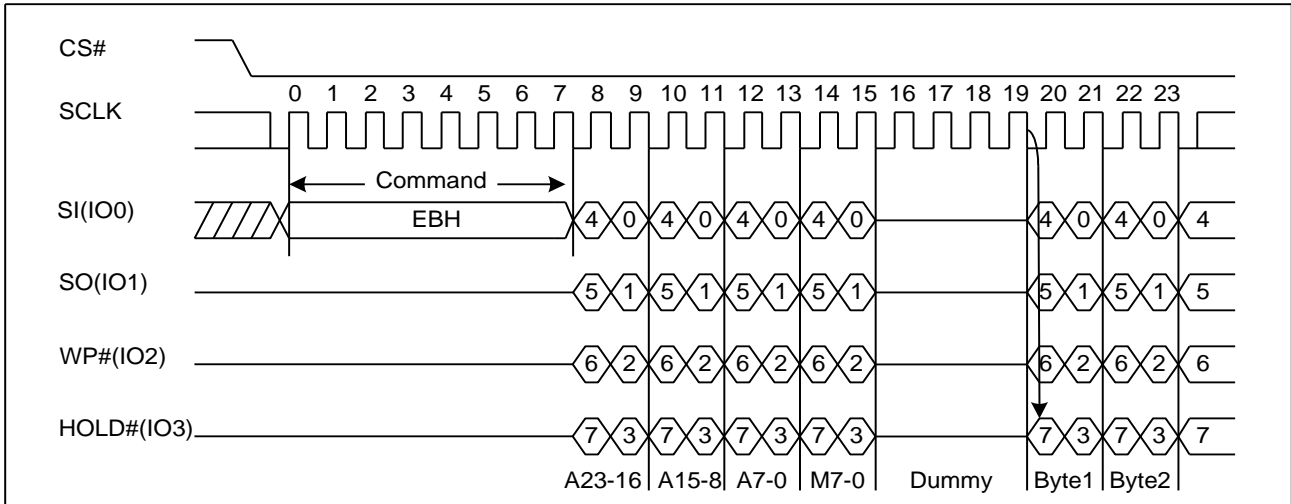 CS#
0 1 2 3 4 5 6 7 8 9 10 11 12 13 14 15 16 17 18 19 20 21 22 23
SCLK
Command
SI(IO0) EBH 4 0 4 0 4 0 4 0 4 0 4 0 4
SO(IO1) 5 1 5 1 5 1 5 1 5 1 5 1 5
WP#(IO2) 6 2 6 2 6 2 6 2 6 2 6 2 6
HOLD#(IO3) 7 3 7 3 7 3 7 3 7 3 7 3 7
A23-16 A15-8 A7-0 M7-0 Dummy Byte1 Byte2